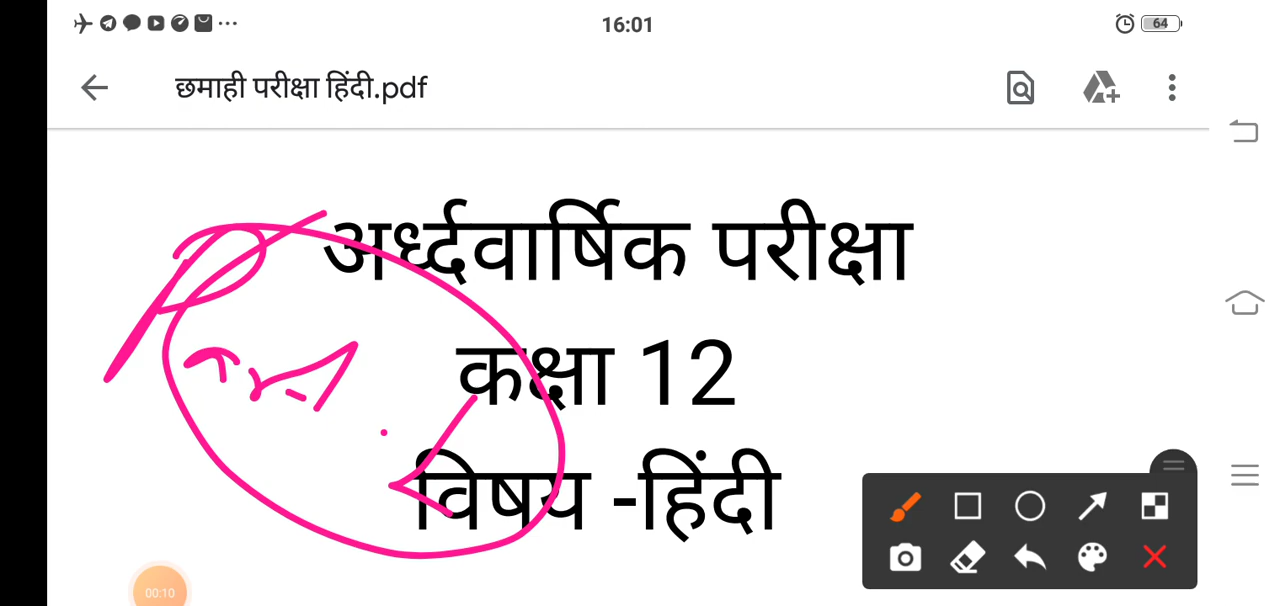 16:01
64
छमाही परीक्षा हिंदी.pdf
अर्ध्दवार्षिक परीक्षा
कक्षा 12
विषय -हिंदी
00:10